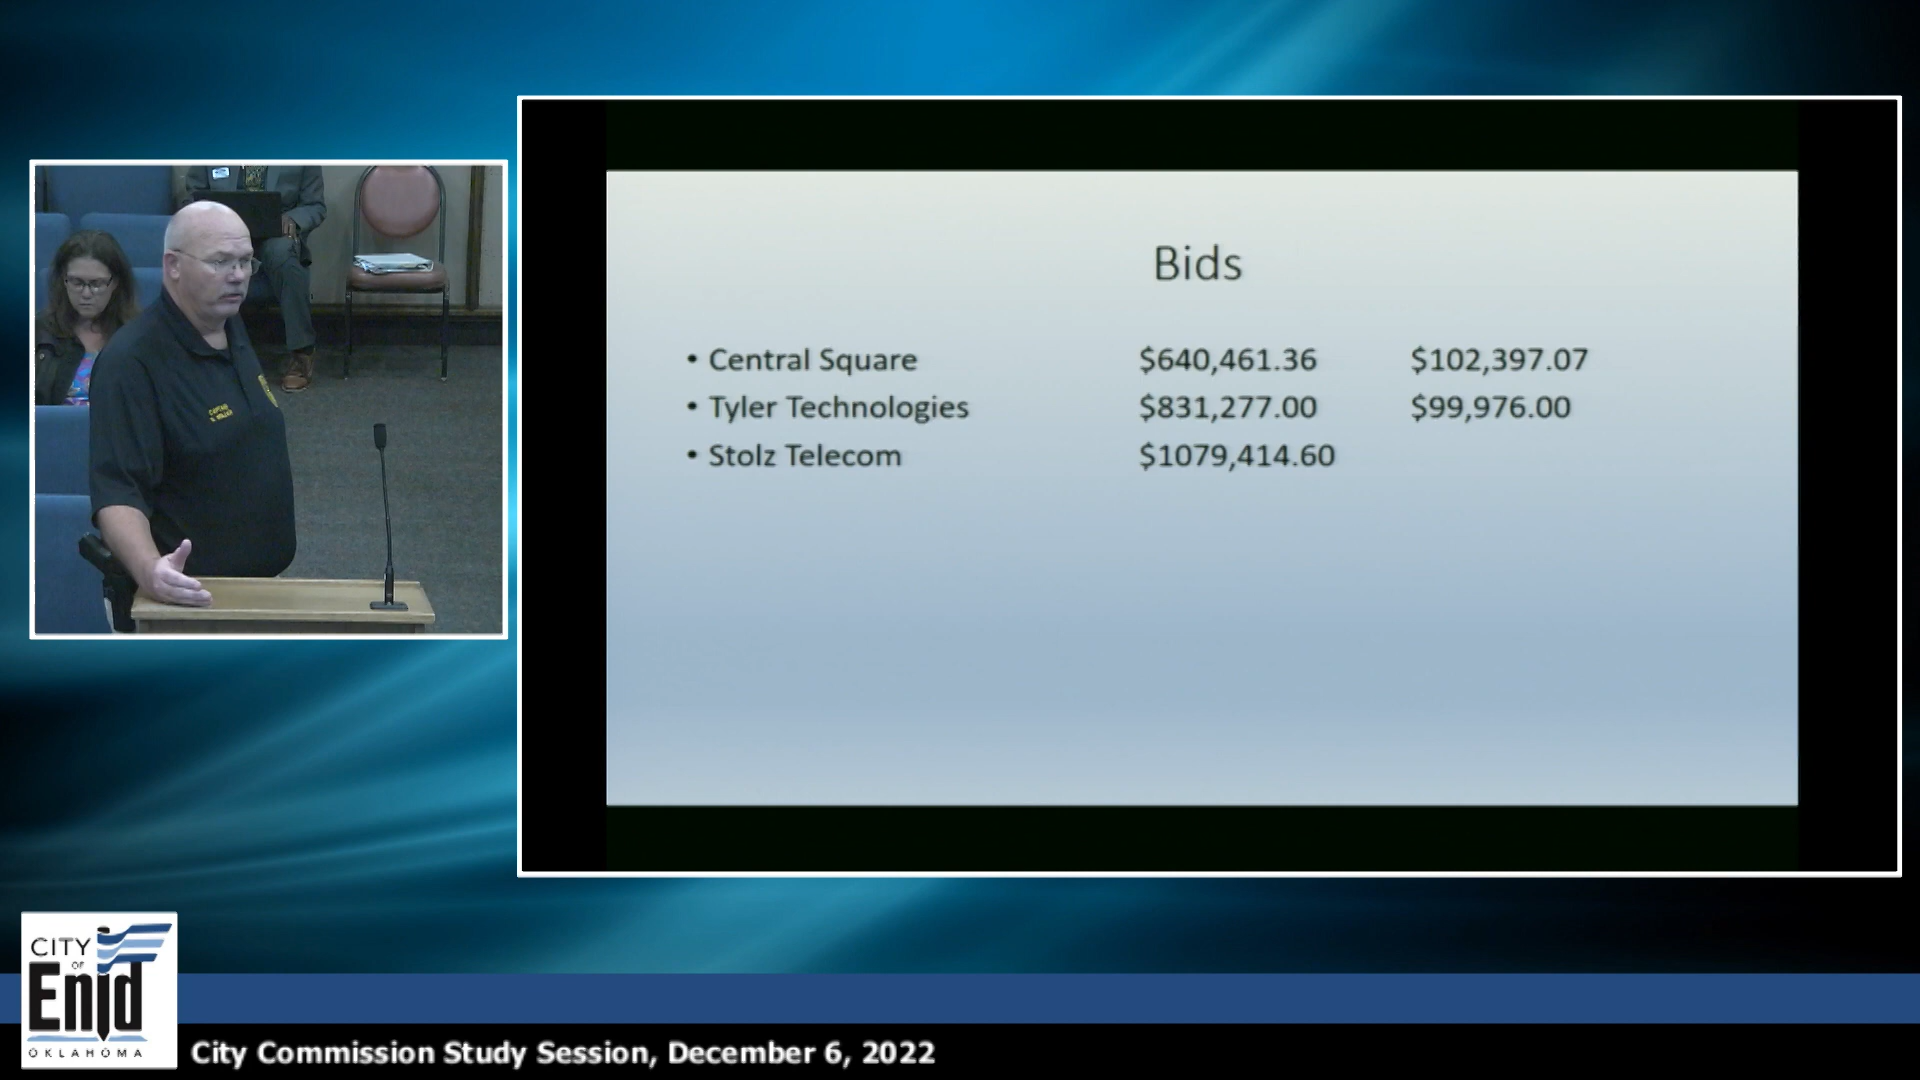 Bids
• Central Square $640,461.36 $102,397.07
• Tyler Technologies $831,277.00 $99,976.00
• Stolz Telecom $1079,414.60
CITY
OF
Enid
OKLAHOMA
City Commission Study Session, December 6, 2022